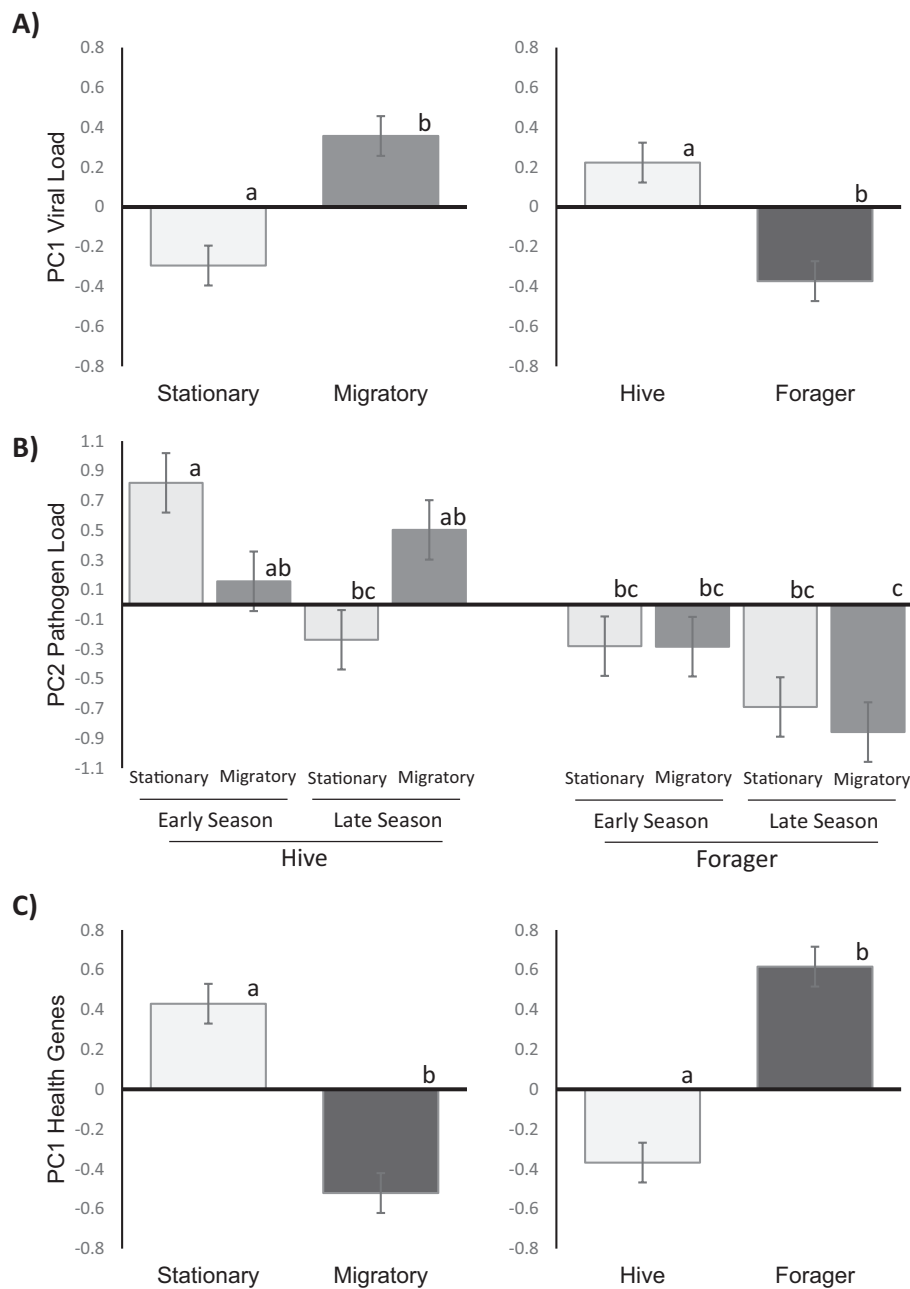 A)
PC1 Viral Load
0.8
0.6
0.4
0.2
0
-0.2
-0.4
-0.6
-0.8
a
b
Stationary Migratory
0.8
0.6
0.4
0.2
0
-0.2
-0.4
-0.6
-0.8
a
b
Hive Forager
B)
PC2 Pathogen Load
1.1
0.9
0.7
0.5
0.3
0.1
-0.1
-0.3
-0.5
-0.7
-0.9
-1.1
a
ab
bc
ab
bc
bc
bc
c
Stationary Migratory Stationary Migratory Stationary Migratory Stationary Migratory
Early Season Late Season Early Season Late Season
Hive Forager
C)
PC1 Health Genes
0.8
0.6
0.4
0.2
0
-0.2
-0.4
-0.6
-0.8
a
b
Stationary Migratory
0.8
0.6
0.4
0.2
0
-0.2
-0.4
-0.6
-0.8
a
b
Hive Forager